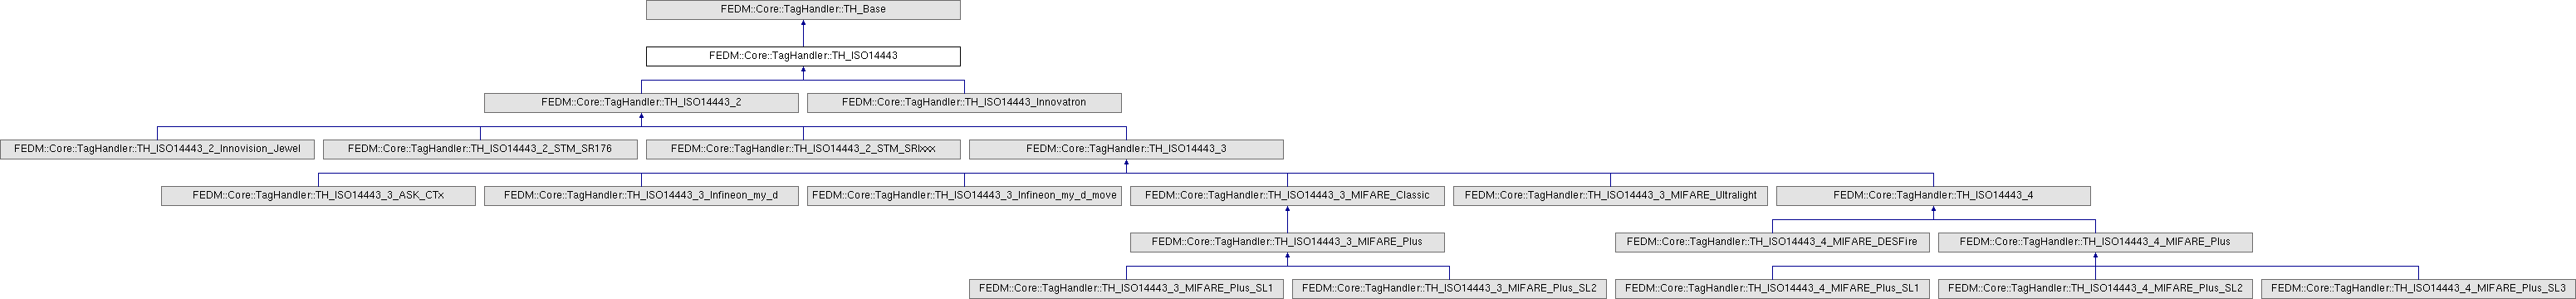 FEDM::Core::TagHandler::TH_Base
FEDM::Core::TagHandler::TH_ISO14443
FEDM::Core::TagHandler::TH_ISO14443_2
FEDM::Core::TagHandler::TH_ISO14443_Innovatron
FEDM::Core::TagHandler::TH_ISO14443_2_Innovision_Jewel
FEDM::Core::TagHandler::TH_ISO14443_2_STM_SR176
FEDM::Core::TagHandler::TH_ISO14443_2_STM_SRIxxx
FEDM::Core::TagHandler::TH_ISO14443_3
FEDM::Core::TagHandler::TH_ISO14443_3_ASK_CTx
FEDM::Core::TagHandler::TH_ISO14443_3_Infineon_my_d
FEDM::Core::TagHandler::TH_ISO14443_3_Infineon_my_d_move
FEDM::Core::TagHandler::TH_ISO14443_3_MIFARE_Classic
FEDM::Core::TagHandler::TH_ISO14443_3_MIFARE_Ultralight
FEDM::Core::TagHandler::TH_ISO14443_4
FEDM::Core::TagHandler::TH_ISO14443_3_MIFARE_Plus
FEDM::Core::TagHandler::TH_ISO14443_4_MIFARE_DESFire
FEDM::Core::TagHandler::TH_ISO14443_4_MIFARE_Plus
FEDM::Core::TagHandler::TH_ISO14443_3_MIFARE_Plus_SL1
FEDM::Core::TagHandler::TH_ISO14443_3_MIFARE_Plus_SL2
FEDM::Core::TagHandler::TH_ISO14443_4_MIFARE_Plus_SL1
FEDM::Core::TagHandler::TH_ISO14443_4_MIFARE_Plus_SL2
FEDM::Core::TagHandler::TH_ISO14443_4_MIFARE_Plus_SL3